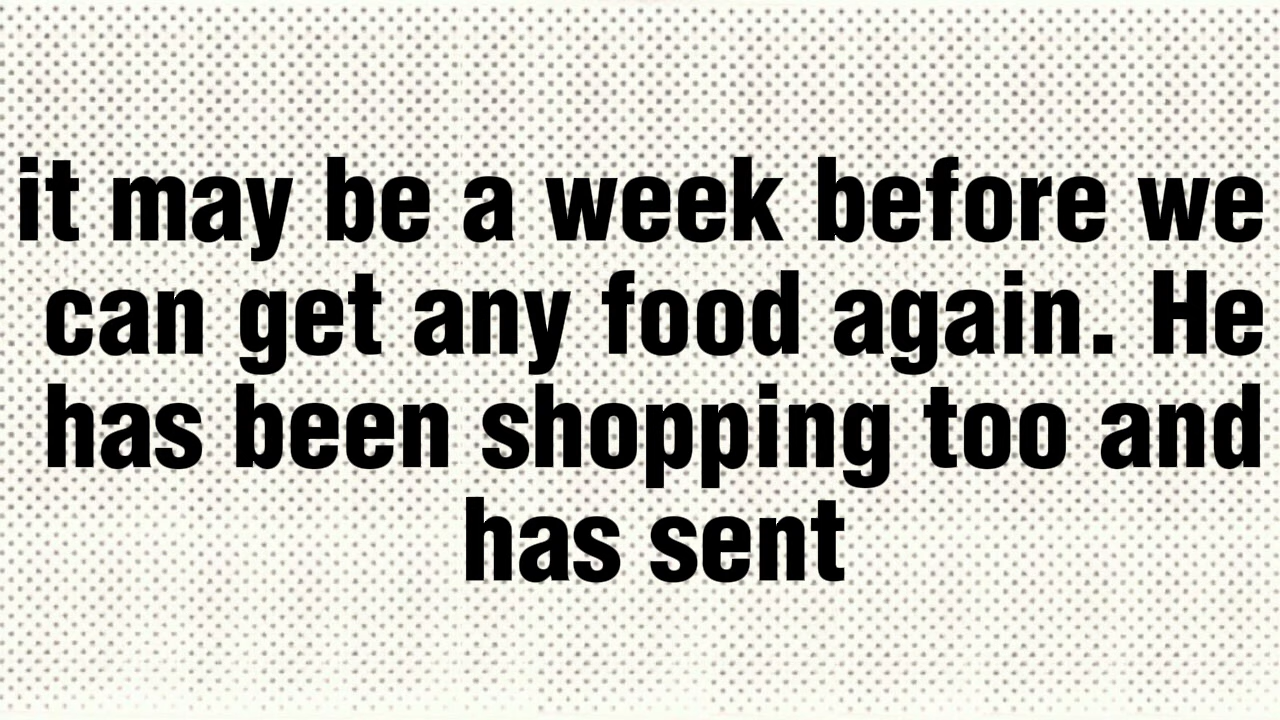 it may be a week before we
can get any food again. He
has been shopping too and
has sent